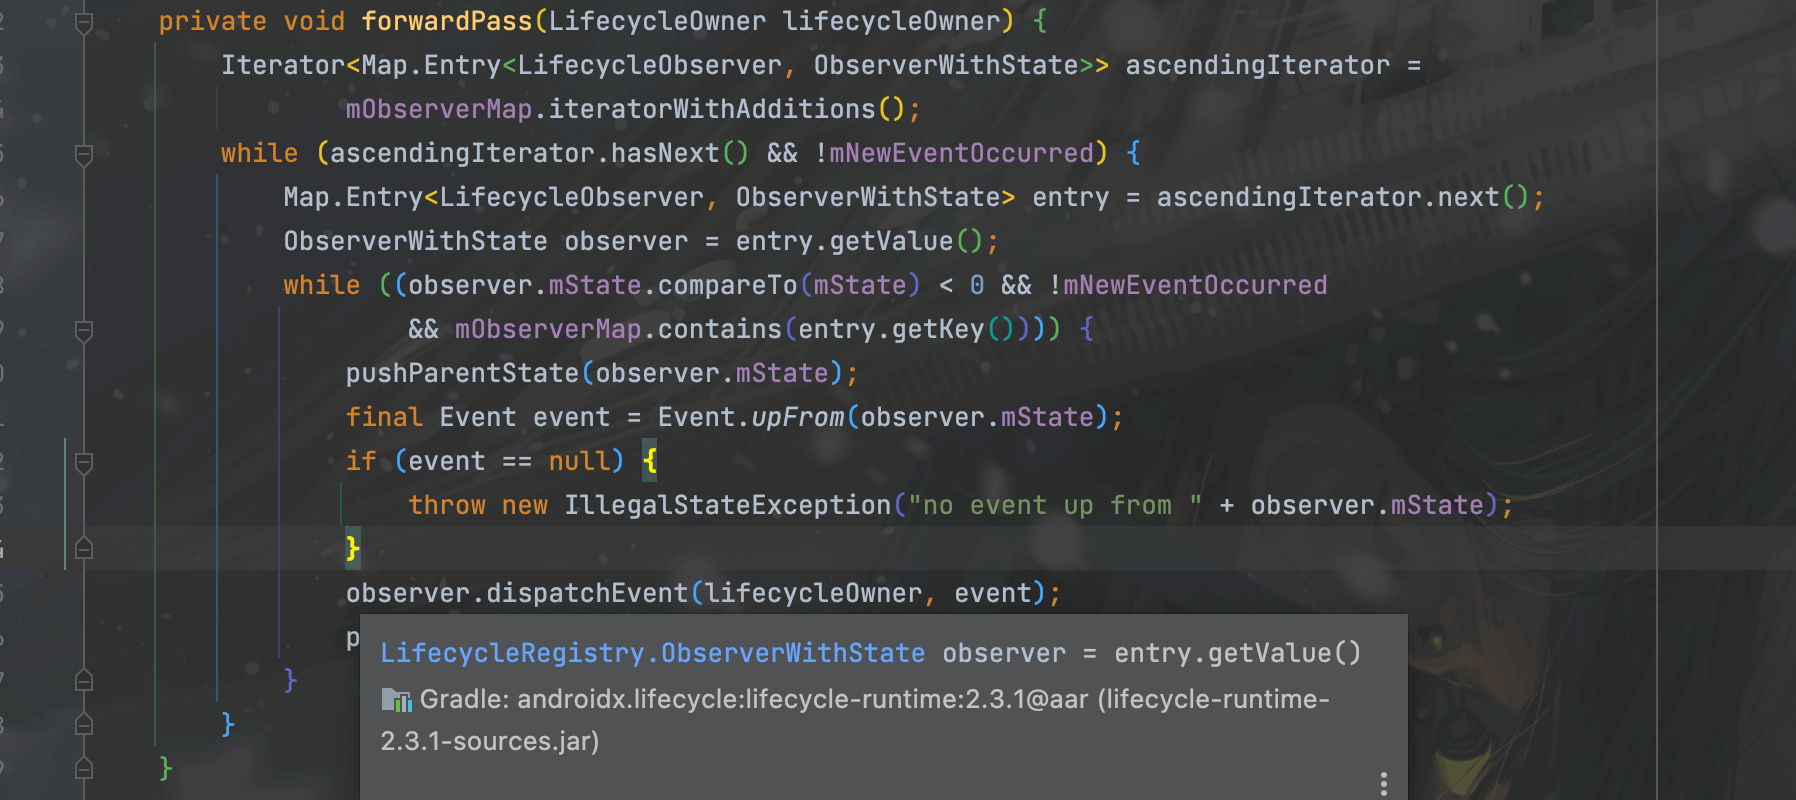 private void forwardPass(LifecycleOwner lifecycleOwner) {
Iterator<Map.Entry<LifecycleObserver, ObserverWithState>> ascendingIterator =
mObserverMap.iteratorWithAdditions();
while (ascendingIterator.hasNext() && !mNewEventOccurred) {
Map.Entry<LifecycleObserver, ObserverWithState> entry = ascendingIterator.next();
ObserverWithState observer = entry.getValue();
while ((observer.mState.compareTo(mState) < 0 && !mNewEventOccurred
&& mObserverMap.contains(entry.getKey()))) {
pushParentState(observer.mState);
final Event event = Event.upFrom(observer.mState);
if (event == null) {
throw new IllegalStateException("no event up from " + observer.mState);
}
observer.dispatchEvent(lifecycleOwner, event);
p
LifecycleRegistry.ObserverWithState observer = entry.getValue()
}
Gradle: androidx.lifecycle:lifecycle-runtime:2.3.1@aar (lifecycle-runtime-
}
2.3.1-sources.jar)
}